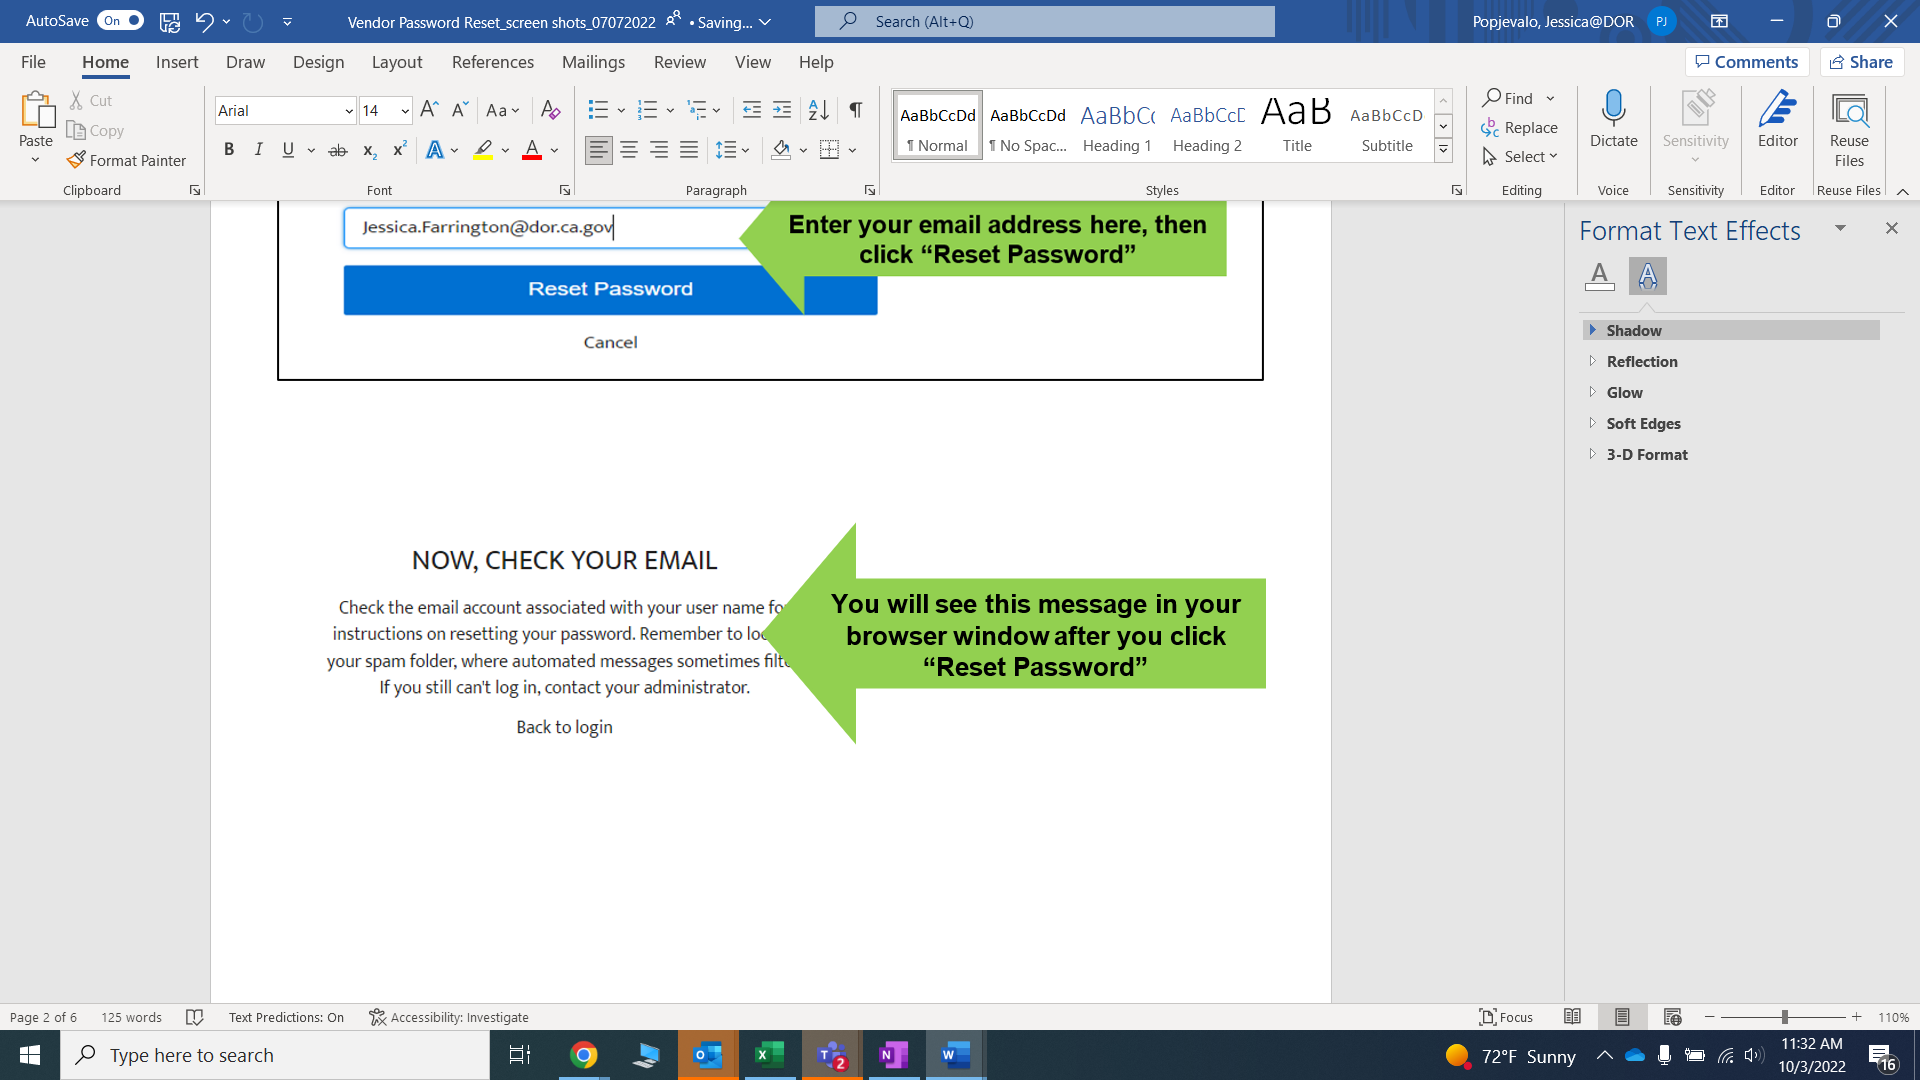 AutoSave On
Vendor Password Reset_screen shots_07072022 • Saving...
Search (Alt+Q)
Popjevalo, Jessica@DOR PJ
File Home Insert Draw Design Layout References Mailings Review View Help
Comments Share
Paste
Cut
Copy
Format Painter
Clipboard
Arial 14
Font
Paragraph
AaBbCcDd AaBbCcDd AaBbCc AaBbCcD AaB AaBbCcD
¶ Normal ¶ No Spac... Heading 1 Heading 2 Title Subtitle
Styles
Find
Replace
Select
Editing
Dictate
Voice
Sensitivity
Sensitivity
Editor
Editor
Reuse
Files
Reuse Files
Jessica.Farrington@dor.ca.gov
Enter your email address here, then
click “Reset Password”
Reset Password
Cancel
NOW, CHECK YOUR EMAIL
Check the email account associated with your user name fo
instructions on resetting your password. Remember to loo
your spam folder, where automated messages sometimes filt
If you still can't log in, contact your administrator.
Back to login
You will see this message in your
browser window after you click
“Reset Password”
Format Text Effects
Shadow
Reflection
Glow
Soft Edges
3-D Format
Page 2 of 6 125 words Text Predictions: On Accessibility: Investigate
Focus 110%
Type here to search
2
72°F Sunny
11:32 AM
10/3/2022
16